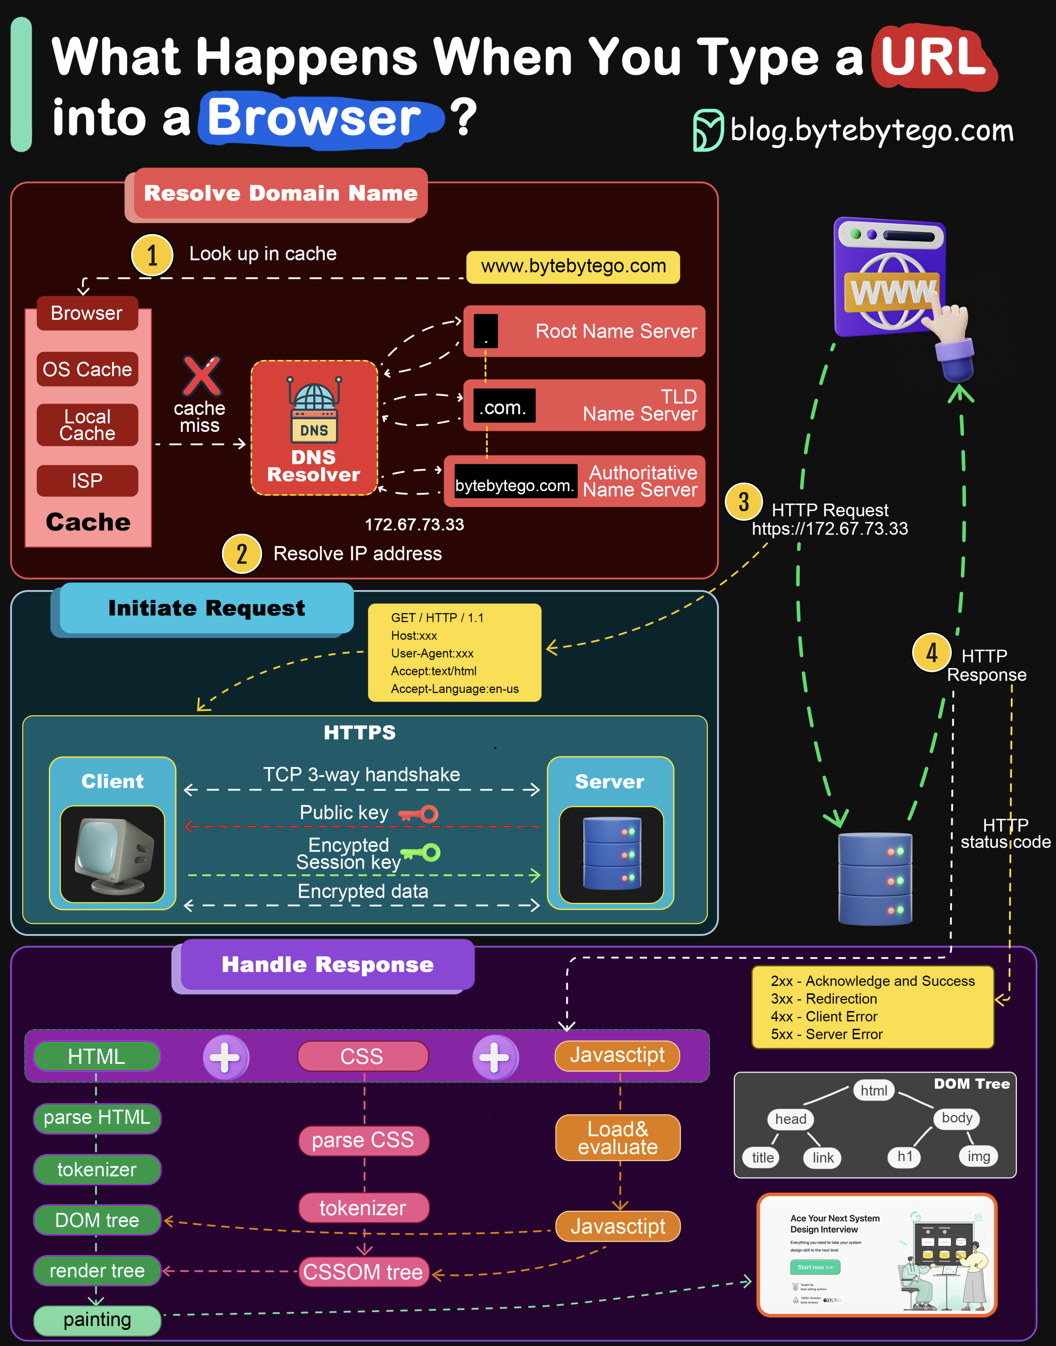 What Happens When You Type a URL
into a Browser ?
blog.bytebytego.com
Resolve Domain Name
1
Look up in cache
www.bytebytego.com
Browser
OS Cache
Local
Cache
ISP
Cache
cache
miss
DNS
DNS
Resolver
.
Root Name Server
.com.
TLD
Name Server
bytebytego.com.
Authoritative
Name Server
172.67.73.33
2
Resolve IP address
WWW
3
HTTP Request
https://172.67.73.33
4
HTTP
Response
HTTP
status code
Initiate Request
GET / HTTP / 1.1
Host:xxx
User-Agent:xxx
Accept:text/html
Accept-Language:en-us
HTTPS
Client
Server
TCP 3-way handshake
Public key
Encypted
Session key
Encrypted data
Handle Response
2xx - Acknowledge and Success
3xx - Redirection
4xx - Client Error
5xx - Server Error
HTML
CSS
Javasctipt
parse HTML
tokenizer
DOM tree
render tree
painting
parse CSS
tokenizer
CSSOM tree
Load&
evaluate
Javasctipt
DOM Tree
html
head
body
title
link
h1
img
Ace Your Next System
Design Interview
Everything you need to take your system
design skill to the next level
Start now >>